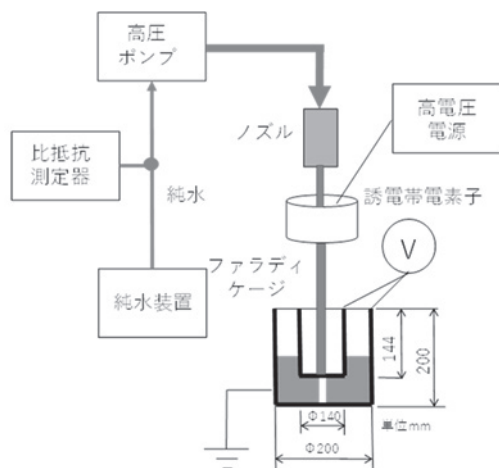 高圧
ポンプ
ノズル
高電圧
電源
比抵抗
測定器
純水
誘電帯電素子
V
ファラディ
ケージ
純水装置
144
200
Φ140
単位mm
Φ200